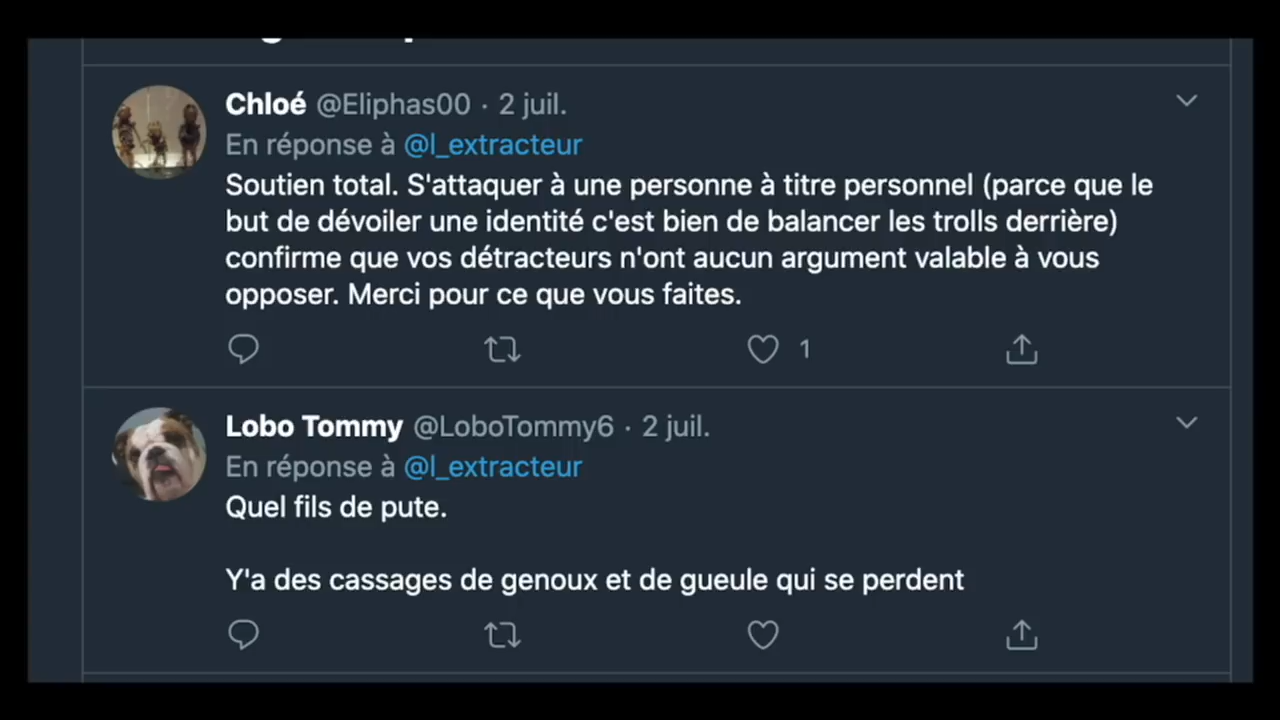 Chloé @Eliphas00 · 2 juil.
En réponse à @l_extracteur
Soutien total. S'attaquer à une personne à titre personnel (parce que le
but de dévoiler une identité c'est bien de balancer les trolls derrière)
confirme que vos détracteurs n'ont aucun argument valable à vous
opposer. Merci pour ce que vous faites.
1
Lobo Tommy @LoboTommy6 · 2 juil.
En réponse à @l_extracteur
Quel fils de pute.
Y'a des cassages de genoux et de gueule qui se perdent